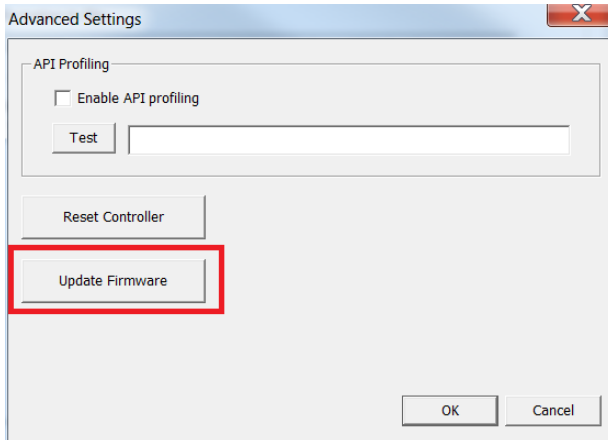 Advanced Settings
API Profiling
Enable API profiling
Test
Reset Controller
Update Firmware
OK Cancel